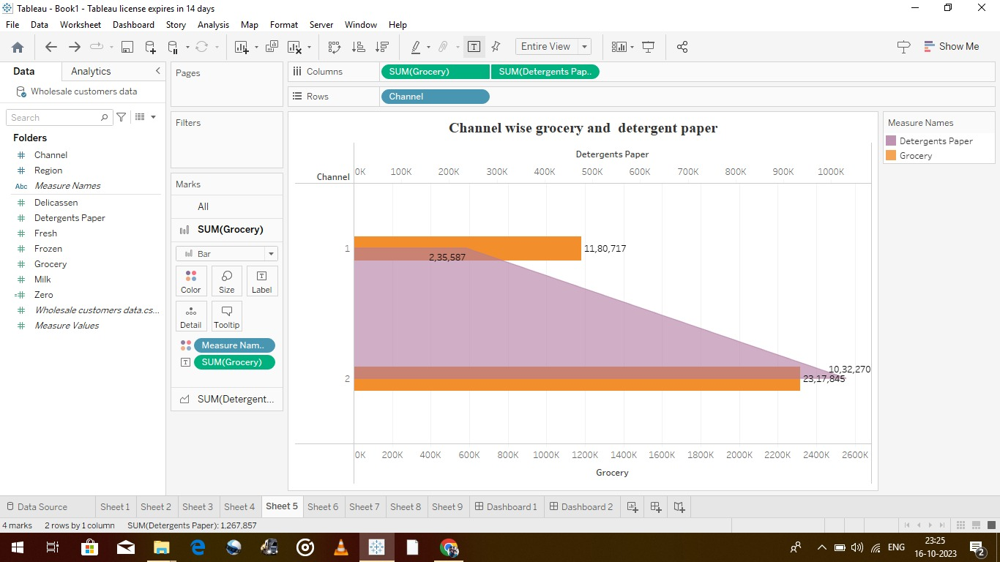 Tableau - Book1 - Tableau license expires in 14 days
File Data Worksheet Dashboard Story Analysis Map Format Server Window Help
Entire View
Show Me
Data Analytics
Wholesale customers data
Search
Folders
Channel
Region
Abc Measure Names
Delicassen
Detergents Paper
Fresh
Frozen
Grocery
Milk
Zero
Wholesale customers data.cs...
Measure Values
Pages
Filters
Marks
All
SUM(Grocery)
Bar
Color Size Label
Detail Tooltip
Measure Nam..
SUM(Grocery)
SUM(Detergent...
Columns SUM(Grocery) SUM(Detergents Pap..
Rows Channel
Channel wise grocery and detergent paper
Detergents Paper
Channel 0K 100K 200K 300K 400K 500K 600K 700K 800K 900K 1000K
1 11,80,717
2,35,587
10,32,270
2 23,17,845
0K 200K 400K 600K 800K 1000K 1200K 1400K 1600K 1800K 2000K 2200K 2400K 2600K
Grocery
Measure Names
Detergents Paper
Grocery
Data Source Sheet 1 Sheet 2 Sheet 3 Sheet 4 Sheet 5 Sheet 6 Sheet 7 Sheet 8 Sheet 9 Dashboard 1 Dashboard 2
4 marks 2 rows by 1 column SUM(Detergents Paper): 1,267,857
ENG
23:25
16-10-2023
2